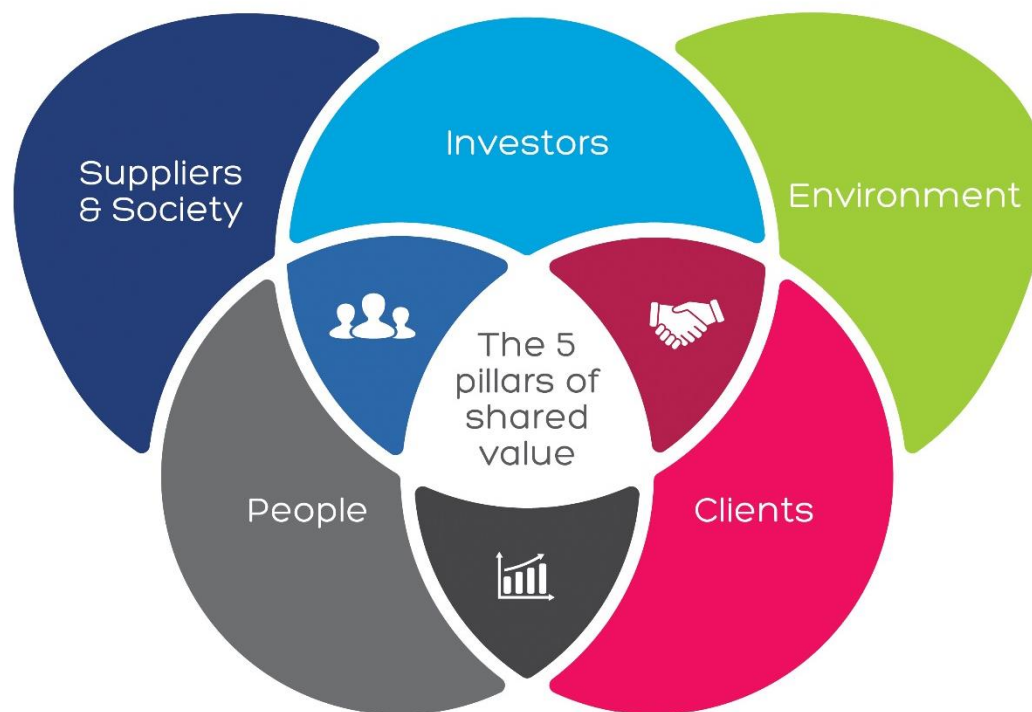 Suppliers
& Society
Investors
Environment
The 5
pillars of
shared
value
People
Clients